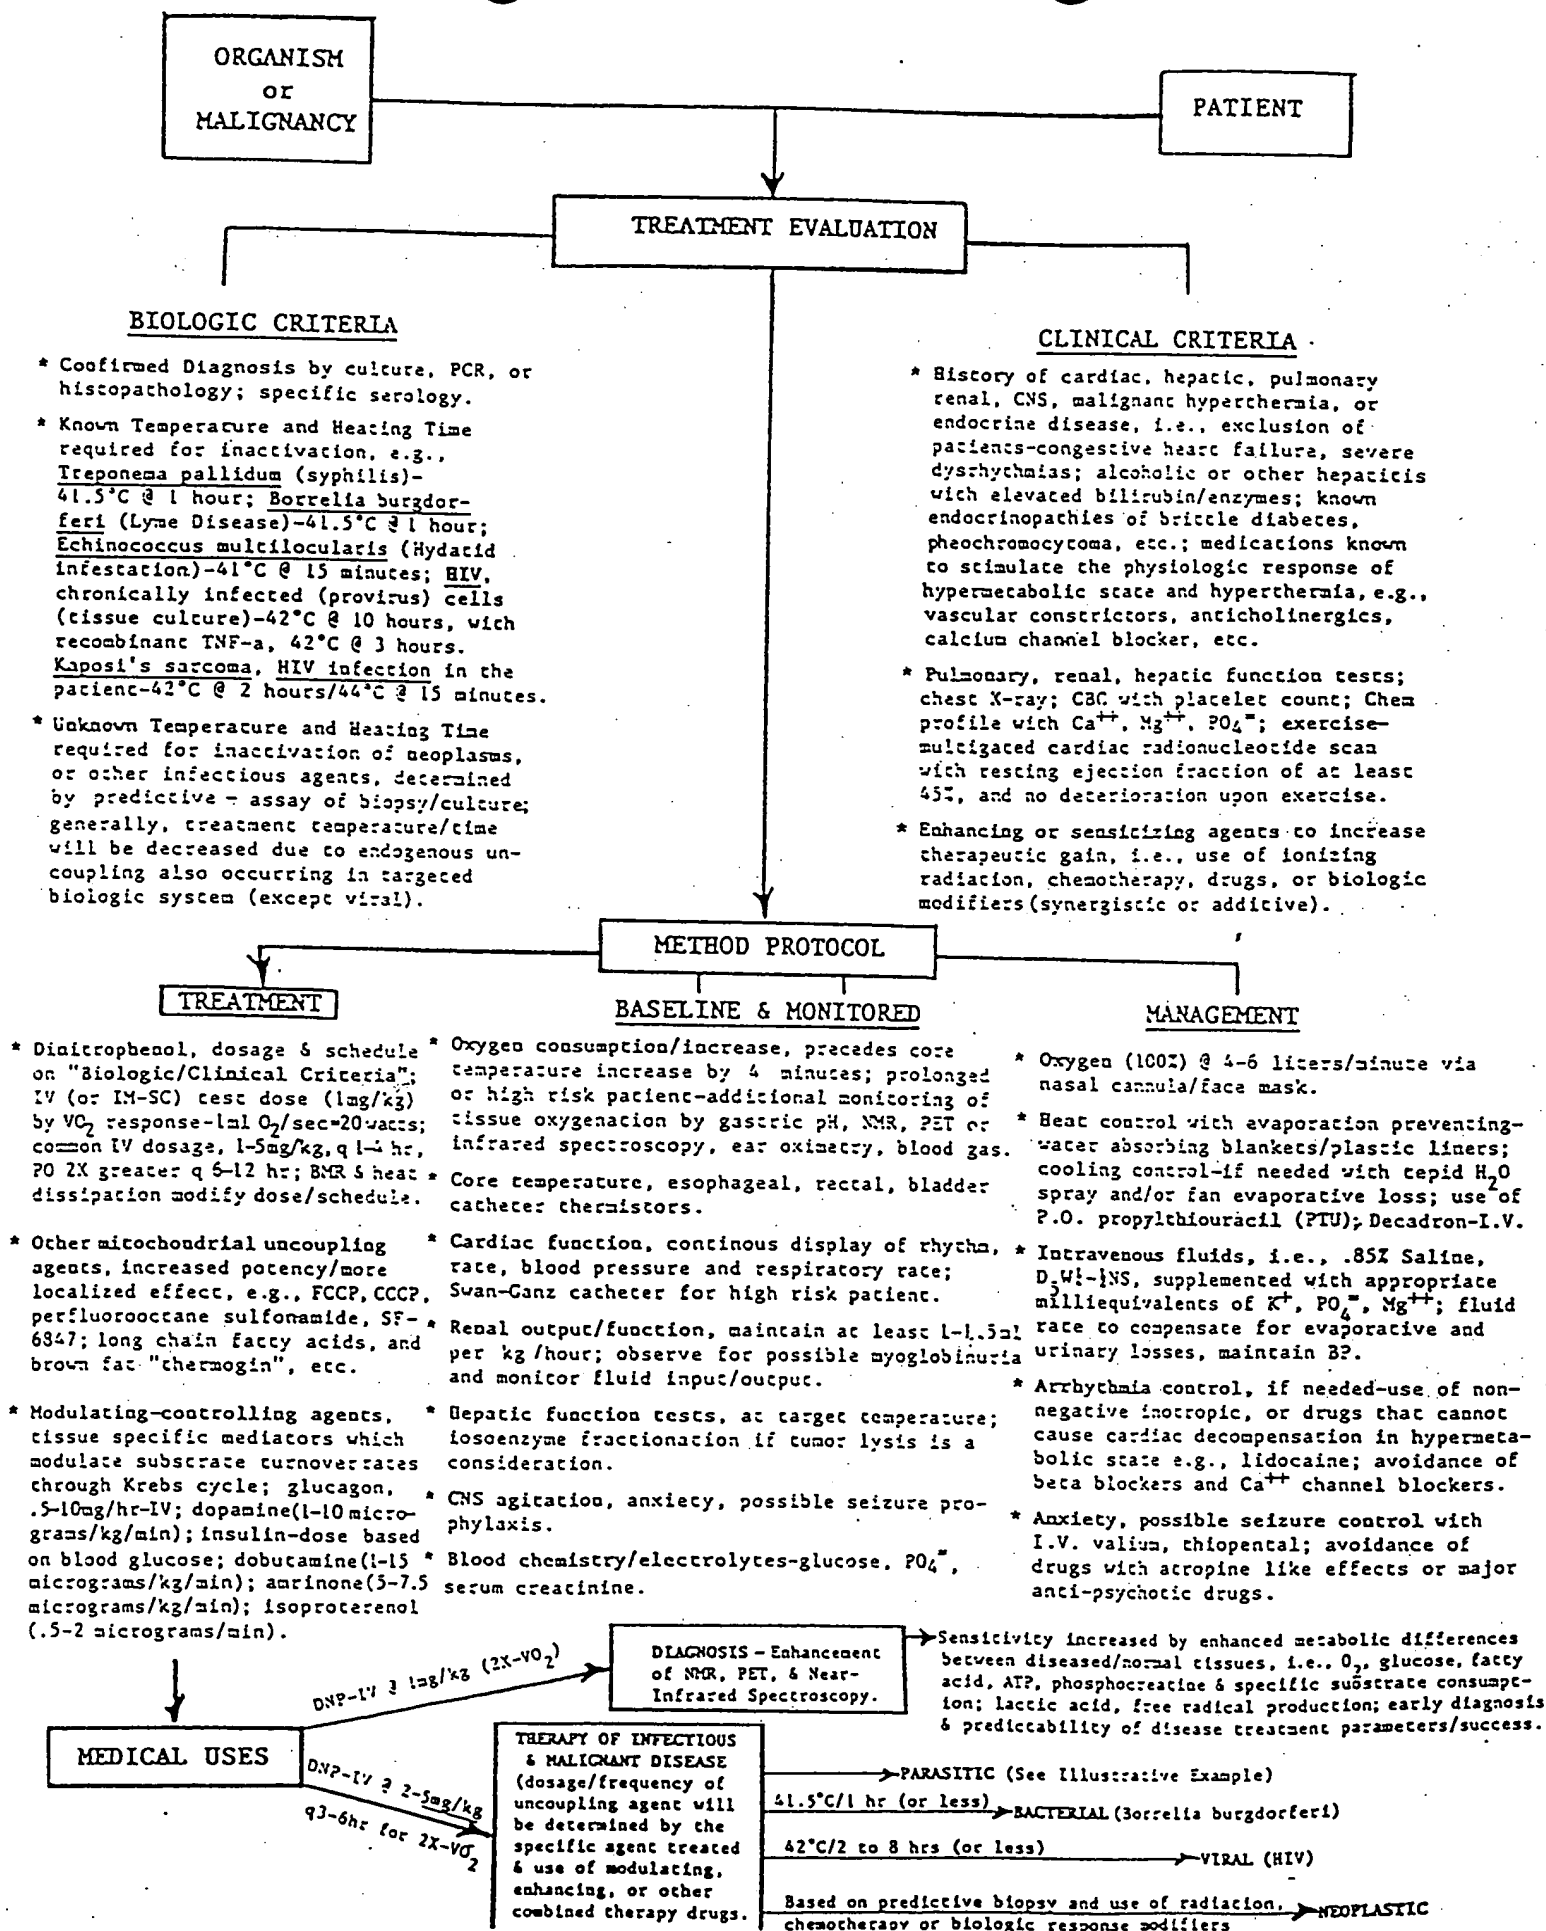 ORGANISM
or
MALIGNANCY
PATIENT
TREATMENT EVALUATION
BIOLOGIC CRITERIA
* Confirmed Diagnosis by culture, PCR, or
histopathology; specific serology.
* Known Temperature and Heating Time
required for inactivation, e.g.,
Treponema pallidum (syphilis)-
41.5°C @ 1 hour; Borrelia burgdor-
feri (Lyme Disease)-41.5°C @ 1 hour;
Echinococcus multilocularis (Hydatid
infestation)-41°C @ 15 minutes; HIV,
chronically infected (provirus) cells
(tissue culture)-42°C @ 10 hours, with
recombinant TNF-a, 42°C @ 3 hours.
Kaposi's sarcoma, HIV infection in the
patient-42°C @ 2 hours/44°C @ 15 minutes.
* Unknown Temperature and Heating Time
required for inactivation of neoplasms,
or other infectious agents, determined
by predictive - assay of biopsy/culture;
generally, treatment temperature/time
will be decreased due to endogenous un-
coupling also occurring in targeted
biologic system (except viral).
CLINICAL CRITERIA
* History of cardiac, hepatic, pulmonary
renal, CNS, malignant hyperthermia, or
endocrine disease, i.e., exclusion of
patients-congestive heart failure, severe
dysrhythmias; alcoholic or other hepatitis
with elevated bilirubin/enzymes; known
endocrinopathies of brittle diabetes,
pheochromocytoma, etc.; medications known
to stimulate the physiologic response of
hypermetabolic state and hyperthermia, e.g.,
vascular constrictors, anticholinergics,
calcium channel blocker, etc.
* Pulmonary, renal, hepatic function tests;
chest X-ray; CBC with platelet count; Chem
profile with Ca++, Mg++, PO4=; exercise-
multigated cardiac radionucleotide scan
with resting ejection fraction of at least
45%, and no deterioration upon exercise.
* Enhancing or sensitizing agents to increase
therapeutic gain, i.e., use of ionizing
radiation, chemotherapy, drugs, or biologic
modifiers (synergistic or additive).
METHOD PROTOCOL
TREATMENT
* Dinitrophenol, dosage & schedule
on "Biologic/Clinical Criteria";
IV (or IM-SC) test dose (1mg/kg)
by VO2 response-1ml O2/sec=20watts;
common IV dosage, 1-5mg/kg, q 1-4 hr,
PO 2X greater q 6-12 hr; BMR & heat
dissipation modify dose/schedule.
* Other mitochondrial uncoupling
agents, increased potency/more
localized effect, e.g., FCCP, CCCP,
perfluorooctane sulfonamide, SF-
6847; long chain fatty acids, and
brown fat "thermogin", etc.
* Modulating-controlling agents,
tissue specific mediators which
modulate substrate turnover rates
through Krebs cycle; glucagon,
.5-10mg/hr-IV; dopamine(1-10 micro-
grams/kg/min); insulin-dose based
on blood glucose; dobutamine(1-15
micrograms/kg/min); amrinone(5-7.5
micrograms/kg/min); isoproterenol
(.5-2 micrograms/min).
BASELINE & MONITORED
* Oxygen consumption/increase, precedes core
temperature increase by 4 minutes; prolonged
or high risk patient-additional monitoring of
tissue oxygenation by gastric pH, NMR, PET or
infrared spectroscopy, ear oximetry, blood gas.
* Core temperature, esophageal, rectal, bladder
catheter thermistors.
* Cardiac function, continous display of rhythm,
rate, blood pressure and respiratory rate;
Swan-Ganz catheter for high risk patient.
* Renal output/function, maintain at least 1-1.5ml
per kg/hour; observe for possible myoglobinuria
and monitor fluid input/output.
* Hepatic function tests, at target temperature;
iosoenzyme fractionation if tumor lysis is a
consideration.
* CNS agitation, anxiety, possible seizure pro-
phylaxis.
* Blood chemistry/electrolytes-glucose, PO4=,
serum creatinine.
MANAGEMENT
* Oxygen (100%) @ 4-6 liters/minute via
nasal cannula/face mask.
* Heat control with evaporation preventing-
water absorbing blankets/plastic liners;
cooling control-if needed with tepid H2O
spray and/or fan evaporative loss; use of
P.O. propylthiouracil (PTU); Decadron-I.V.
* Intravenous fluids, i.e., .85% Saline,
D5W½-½NS, supplemented with appropriate
milliequivalents of K+, PO4=, Mg++; fluid
rate to compensate for evaporative and
urinary losses, maintain BP.
* Arrhythmia control, if needed-use of non-
negative inotropic, or drugs that cannot
cause cardiac decompensation in hypermeta-
bolic state e.g., lidocaine; avoidance of
beta blockers and Ca++ channel blockers.
* Anxiety, possible seizure control with
I.V. valium, thiopental; avoidance of
drugs with atropine like effects or major
anti-psychotic drugs.
MEDICAL USES
DNP-IV @ 1mg/kg (2X-VO2)
DIAGNOSIS - Enhancement
of NMR, PET, & Near-
Infrared Spectroscopy.
Sensitivity increased by enhanced metabolic differences
between diseased/normal tissues, i.e., O2, glucose, fatty
acid, ATP, phosphocreatine & specific substrate consumpt-
ion; lactic acid, free radical production; early diagnosis
& predictability of disease treatment parameters/success.
DNP-IV @ 2-5mg/kg
q3-6hr for 2X-VO2
THERAPY OF INFECTIOUS
& MALIGNANT DISEASE
(dosage/frequency of
uncoupling agent will
be determined by the
specific agent treated
& use of modulating,
enhancing, or other
combined therapy drugs.
PARASITIC (See Illustrative Example)
41.5°C/1 hr (or less)
BACTERIAL (Borrelia burgdorferi)
42°C/2 to 8 hrs (or less)
VIRAL (HIV)
Based on predictive biopsy and use of radiation,
chemotherapy or biologic response modifiers
NEOPLASTIC